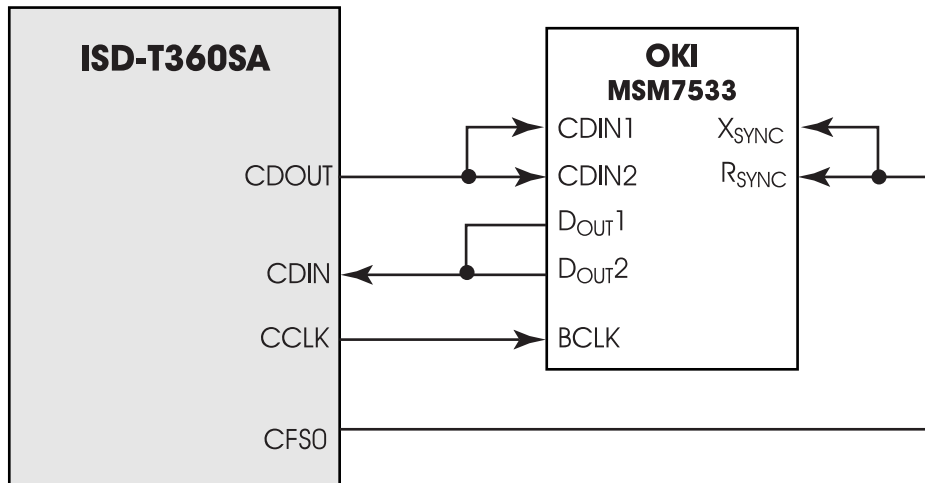 ISD-T360SA
OKI
MSM7533
CDIN1
XSYNC
CDOUT
CDIN2
RSYNC
DOUT1
CDIN
DOUT2
CCLK
BCLK
CFS0